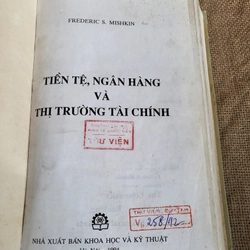 FREDERIC S. MISHKIN
TIỀN TỆ, NGÂN HÀNG
VÀ
THỊ TRƯỜNG TÀI CHÍNH
THƯ VIỆN
V 258/12
NHÀ XUẤT BẢN KHOA HỌC VÀ KỸ THUẬT